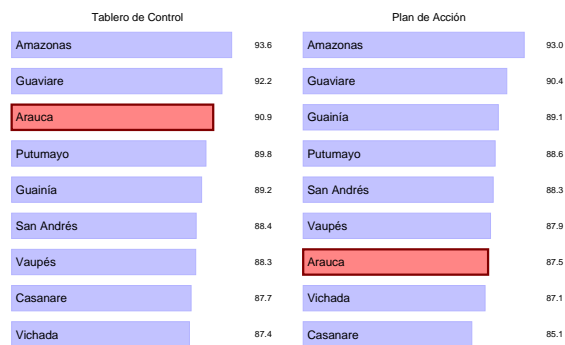 Tablero de Control
Amazonas 93.6
Guaviare 92.2
Arauca 90.9
Putumayo 89.8
Guainía 89.2
San Andrés 88.4
Vaupés 88.3
Casanare 87.7
Vichada 87.4
Plan de Acción
Amazonas 93.0
Guaviare 90.4
Guainía 89.1
Putumayo 88.6
San Andrés 88.3
Vaupés 87.9
Arauca 87.5
Vichada 87.1
Casanare 85.1